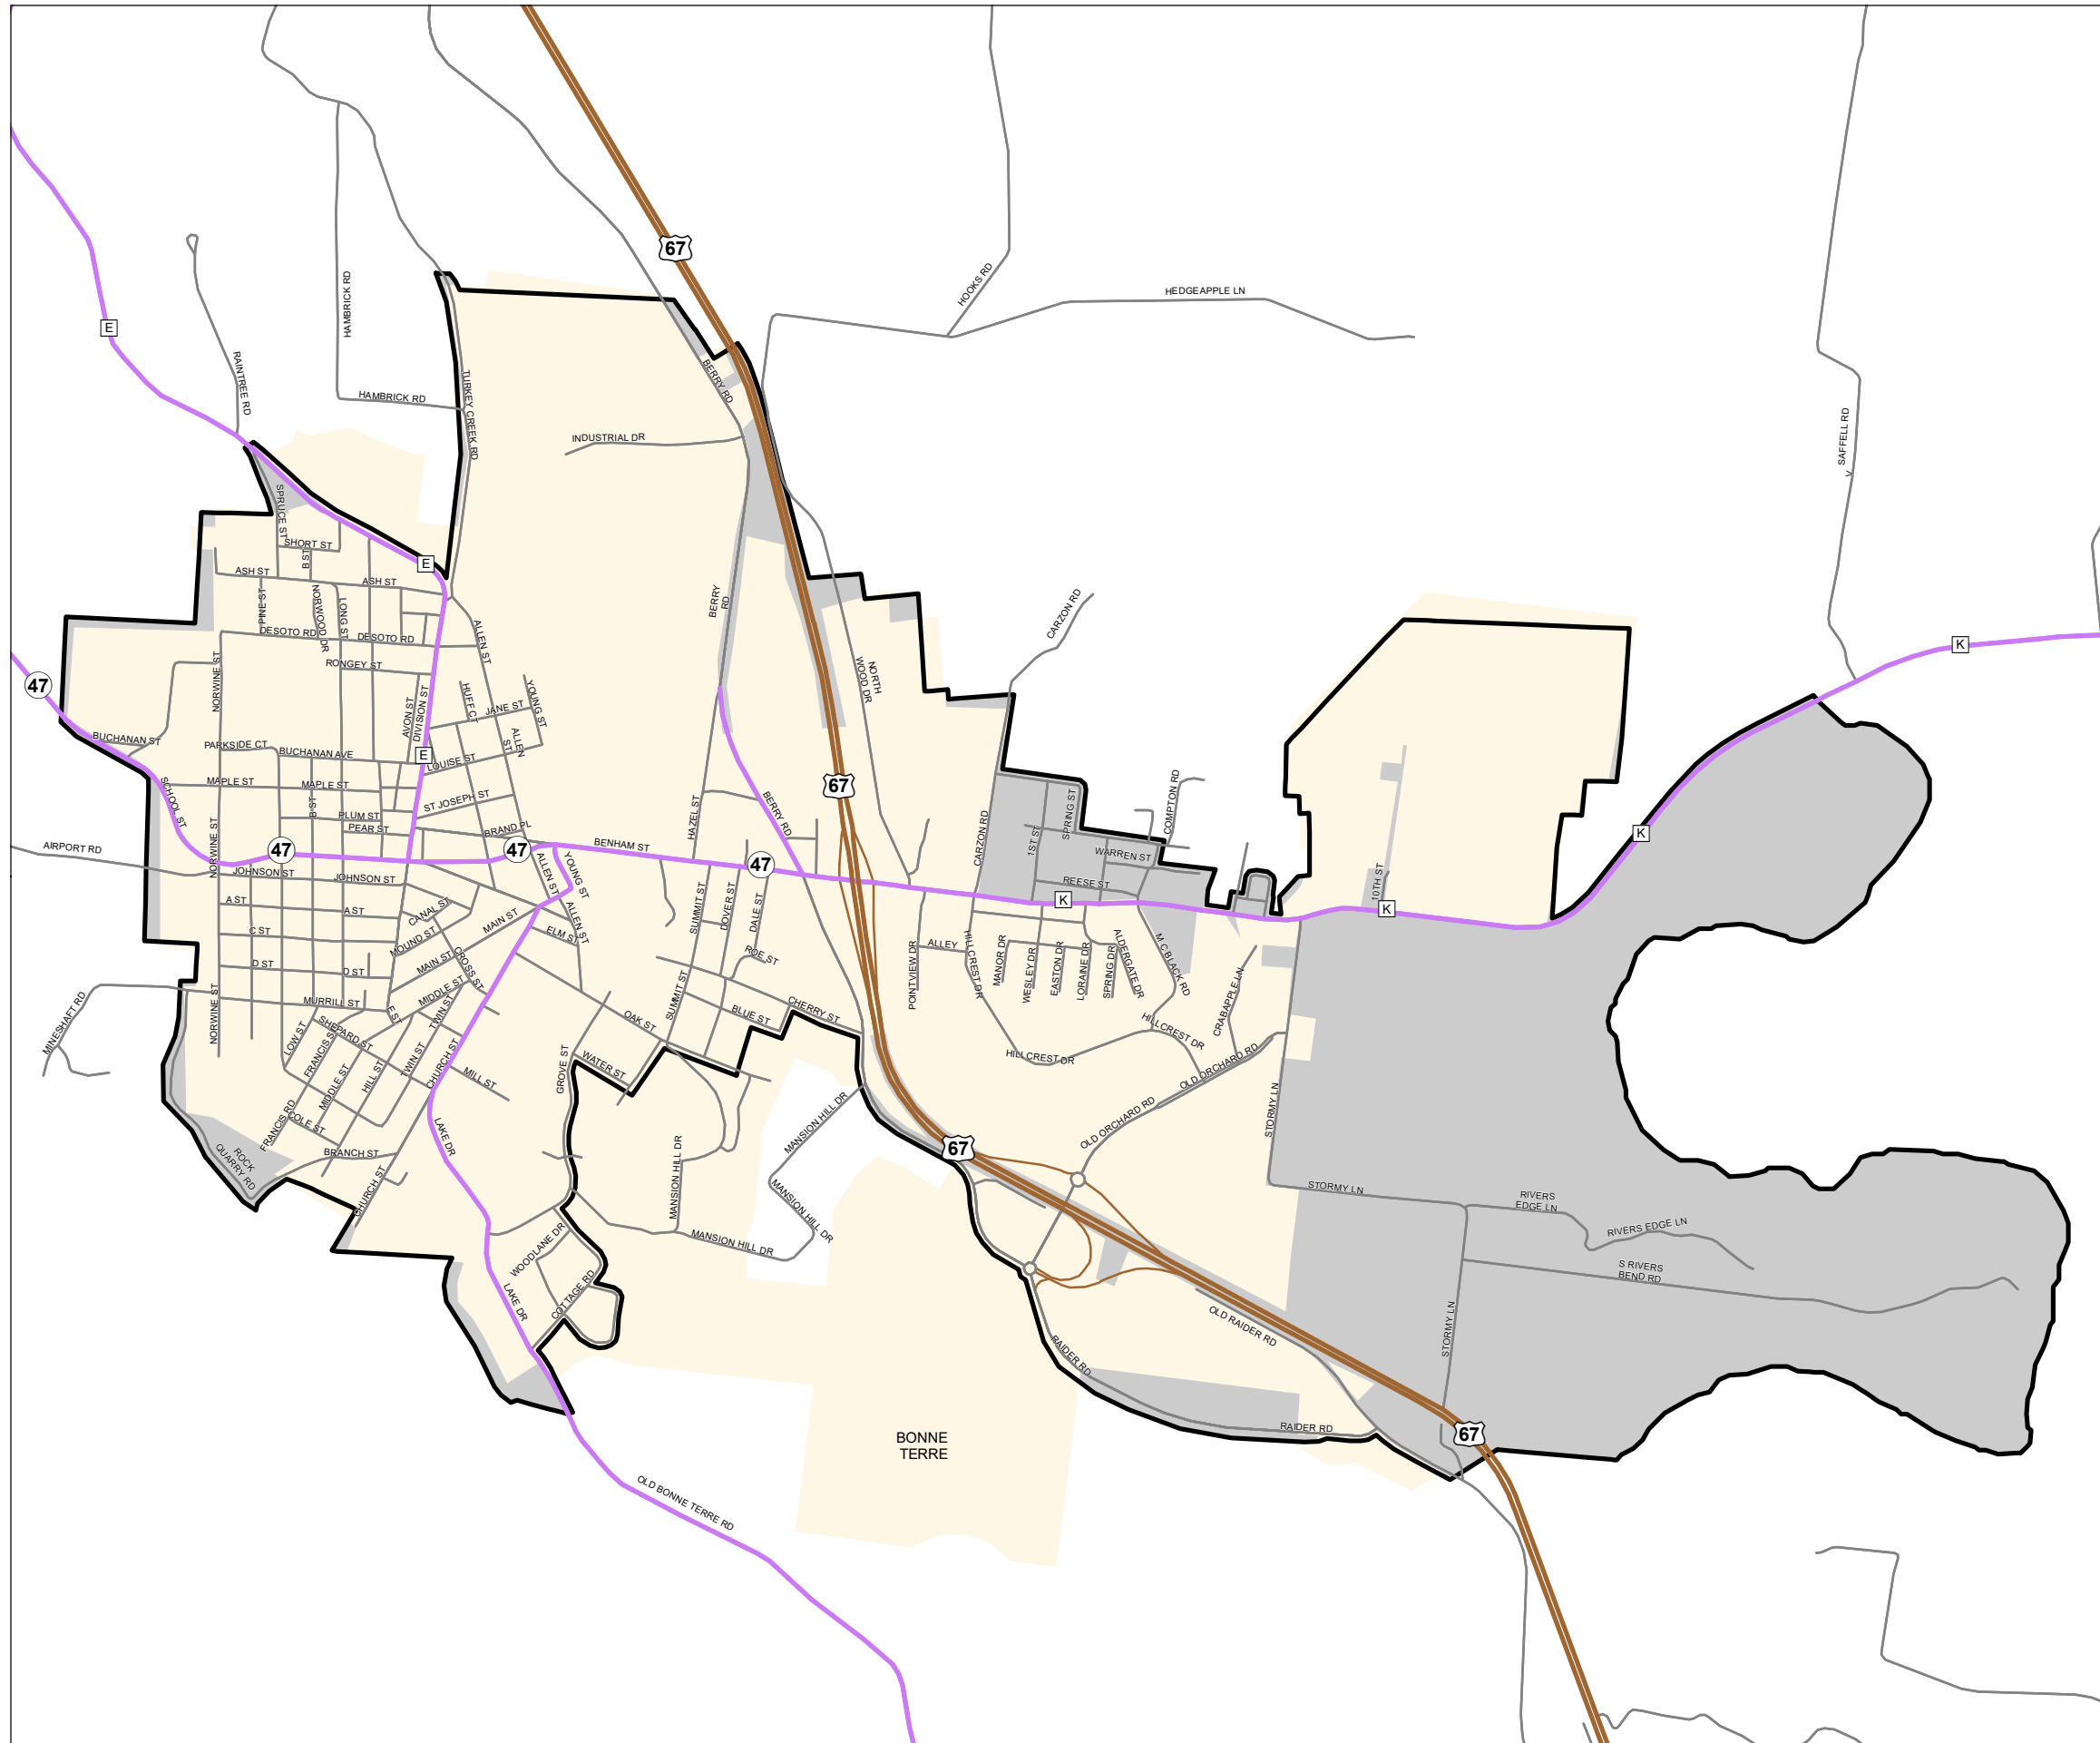 67
HOOKS RD
HEDGEAPPLE LN
HAMBRICK RD
E
RAINTREE RD
HAMBRICK RD
TURKEY CREEK RD
BERRY RD
INDUSTRIAL DR
SAFFELL RD
SPRUCE ST
SHORT ST
B ST
E
ASH ST
ASH ST
PINE ST
NORWOOD DR
LONG ST
BERRY
RD
CARZON RD
DESOTO RD
DESOTO RD
ALLEN ST
K
RONGEY ST
NORWINE ST
NORTH
WOOD DR
47
HUFF CT
YOUNG ST
AVON ST
DIVISION ST
JANE ST
BUCHANAN ST
PARKSIDE CT
BUCHANAN AVE
E
ALLEN
ST
LOUISE ST
MAPLE ST
MAPLE ST
67
SCHOOL ST
B ST
ST JOSEPH ST
PLUM ST
PEAR ST
BRAND PL
HAZEL ST
BERRY RD
CARZON RD
1ST ST
SPRING ST
COMPTON RD
K
AIRPORT RD
NORWINE ST
47
47
BENHAM ST
47
WARREN ST
JOHNSON ST
JOHNSON ST
ALLEN ST
YOUNG ST
REESE ST
K
10TH ST
K
A ST
A ST
CANAL ST
MAIN ST
ALLEN ST
SUMMIT ST
DOVER ST
DALE ST
C ST
MOUND ST
ELM ST
ALLEY
HILLCREST DR
MANOR DR
WESLEY DR
EASTON DR
LORAINE DR
SPRING DR
ALDERGATE DR
M C BLACK RD
CRABAPPLE LN
POINTVIEW DR
D ST
D ST
MAIN ST
CROSS ST
ROE ST
MURRILL ST
MIDDLE ST
E ST
TWIN ST
SUMMIT ST
BLUE ST
CHERRY ST
MINESHAFT RD
NORWINE ST
LOW ST
SHEPARD ST
FRANCIS ST
OAK ST
HILLCREST DR
HILLCREST DR
MIDDLE ST
HILL ST
TWIN ST
CHURCH ST
MILL ST
GROVE ST
WATER ST
OLD ORCHARD RD
OLD ORCHARD RD
STORMY LN
FRANCIS RD
COLE ST
LAKE DR
MANSION HILL DR
MANSION HILL DR
67
ROCK
QUARRY RD
BRANCH ST
CHURCH ST
MANSION HILL DR
MANSION HILL DR
STORMY LN
RIVERS
EDGE LN
RIVERS EDGE LN
WOODLANE DR
S RIVERS
BEND RD
LAKE DR
COTTAGE RD
OLD RAIDER RD
STORMY LN
RAIDER RD
RAIDER RD
67
BONNE
TERRE
OLD BONNE TERRE RD